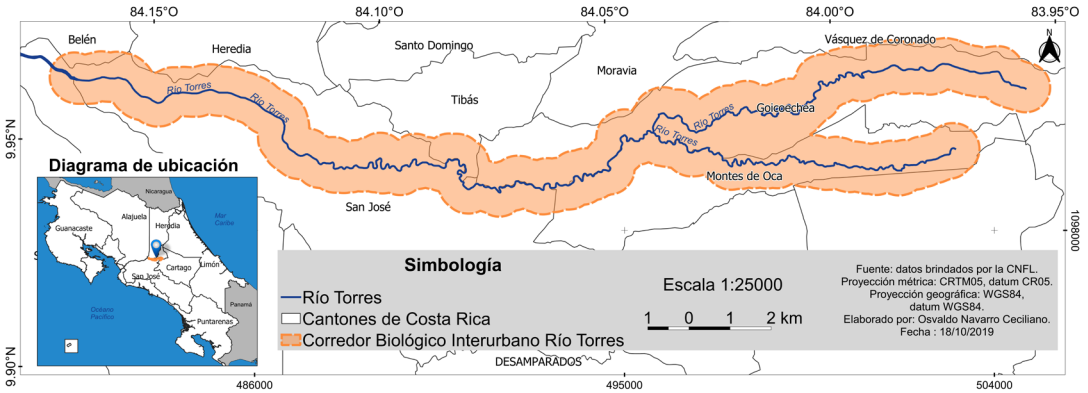 84.15°O
84.10°O
84.05°O
84.00°O
83.95°O
Belén
Heredia
Santo Domingo
Vásquez de Coronado
N
Moravia
Tibás
Río Torres
Río Torres
Río Torres
Goicoechea
Río Torres
9.95°N
Montes de Oca
San José
Diagrama de ubicación
Nicaragua
Alajuela
Mar
Caribe
Heredia
Guanacaste
Limón
Cartago
San José
Panamá
Océano
Pacífico
Puntarenas
1098000
Simbología
Río Torres
Cantones de Costa Rica
Corredor Biológico Interurbano Río Torres
Escala 1:25000
1 0 1 2 km
Fuente: datos brindados por la CNFL.
Proyección métrica: CRTM05, datum CR05.
Proyección geográfica: WGS84,
datum WGS84.
Elaborado por: Osvaldo Navarro Ceciliano.
Fecha : 18/10/2019
DESAMPARADOS
9.90°N
486000
495000
504000